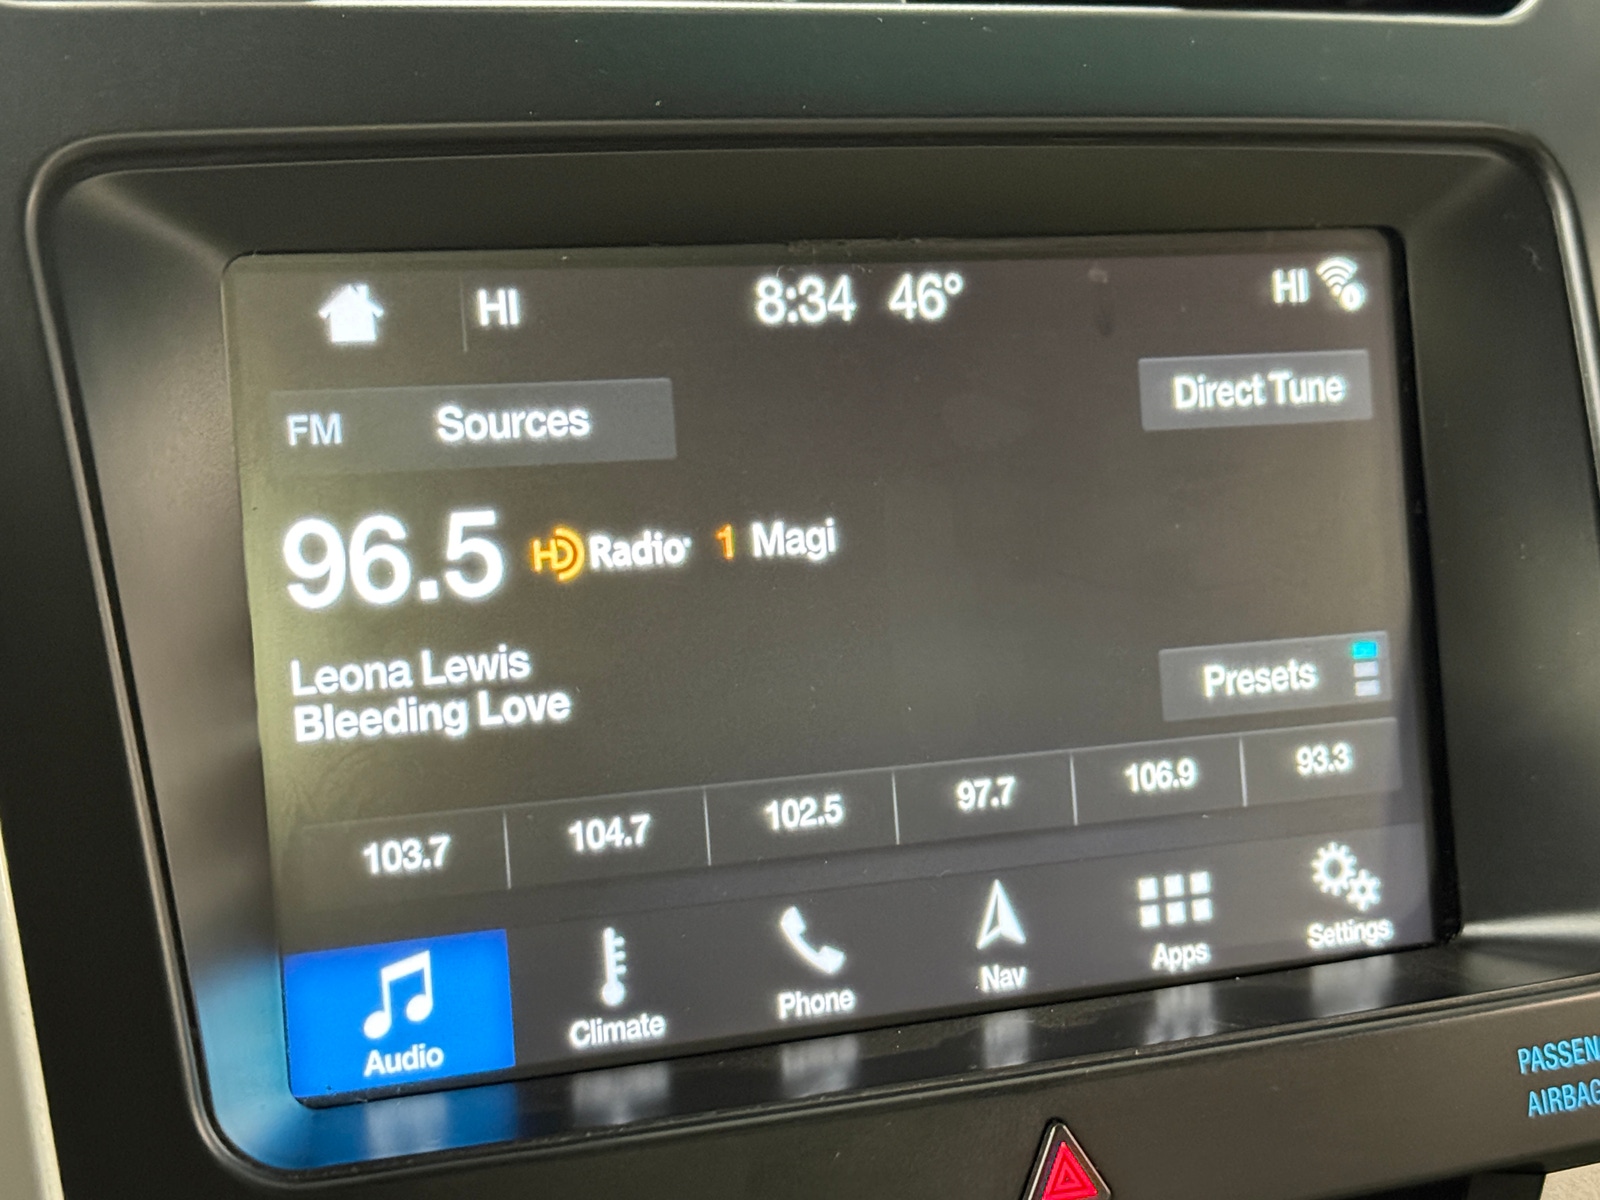 HI 8:34 46° HI
FM Sources Direct Tune
96.5 HD Radio 1 Magi
Leona Lewis
Bleeding Love
Presets
103.7 104.7 102.5 97.7 106.9 93.3
Audio Climate Phone Nav Apps Settings
PASSEN
AIRBAG